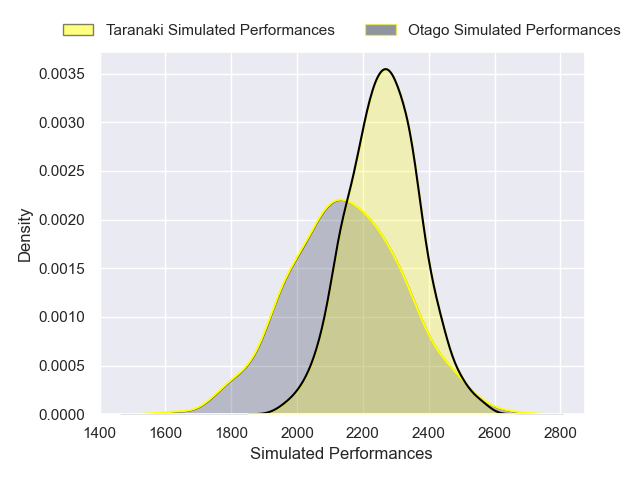 Taranaki Simulated Performances Otago Simulated Performances
0.0035
0.0030
0.0025
0.0020
0.0015
0.0010
0.0005
0.0000
Density
1400 1600 1800 2000 2200 2400 2600 2800
Simulated Performances